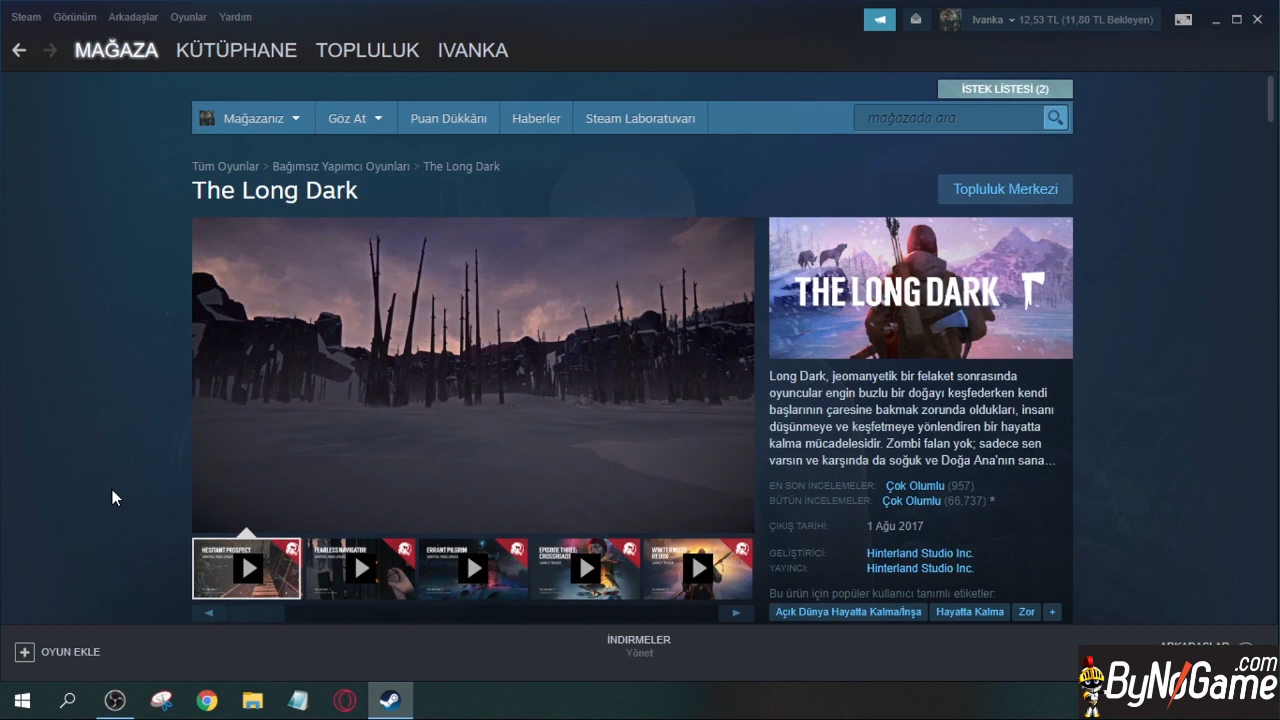 Steam Görünüm Arkadaşlar Oyunlar Yardım
Ivanka 12,53 TL (11,80 TL Bekleyen)
MAĞAZA KÜTÜPHANE TOPLULUK IVANKA
İSTEK LİSTESİ (2)
Mağazanız Göz At Puan Dükkânı Haberler Steam Laboratuvarı mağazada ara
Tüm Oyunlar > Bağımsız Yapımcı Oyunları > The Long Dark
The Long Dark
Topluluk Merkezi
THE LONG DARK
Long Dark, jeomanyetik bir felaket sonrasında
oyuncular engin buzlu bir doğayı keşfederken kendi
başlarının çaresine bakmak zorunda oldukları, insanı
düşünmeye ve keşfetmeye yönlendiren bir hayatta
kalma mücadelesidir. Zombi falan yok; sadece sen
varsın ve karşında da soğuk ve Doğa Ana'nın sana...
EN SON İNCELEMELER: Çok Olumlu (957)
BÜTÜN İNCELEMELER: Çok Olumlu (66,737) *
ÇIKIŞ TARİHİ: 1 Ağu 2017
GELİŞTİRİCİ: Hinterland Studio Inc.
YAYINCI: Hinterland Studio Inc.
Bu ürün için popüler kullanıcı tanımlı etiketler:
Açık Dünya Hayatta Kalma/İnşa Hayatta Kalma Zor +
HESITANT PROSPECT
FEARLESS NAVIGATOR
ERRANT PILGRIM
EPISODE THREE:
CROSSROADS
WINTERMUTE
REDUX
OYUN EKLE
İNDİRMELER
Yönet
ByNoGame.com